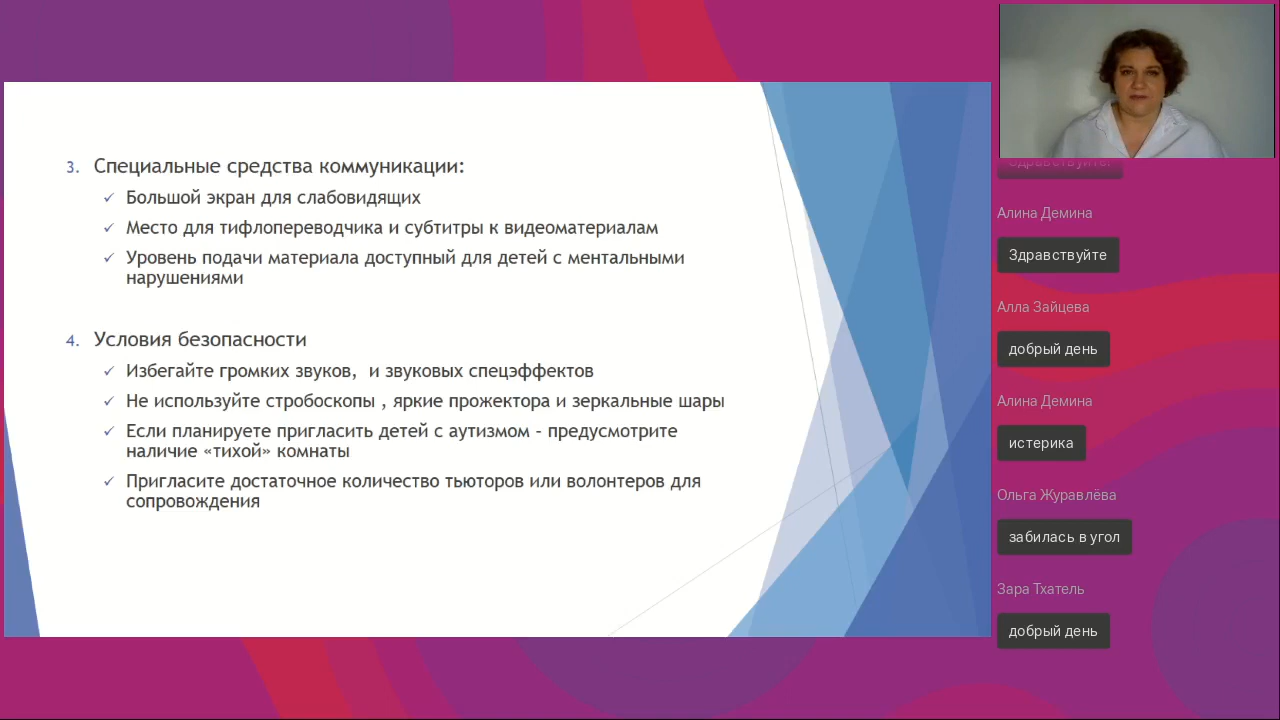 3. Специальные средства коммуникации:
✓ Большой экран для слабовидящих
✓ Место для тифлопереводчика и субтитры к видеоматериалам
✓ Уровень подачи материала доступный для детей с ментальными
нарушениями
4. Условия безопасности
✓ Избегайте громких звуков, и звуковых спецэффектов
✓ Не используйте стробоскопы , яркие прожектора и зеркальные шары
✓ Если планируете пригласить детей с аутизмом – предусмотрите
наличие «тихой» комнаты
✓ Пригласите достаточное количество тьюторов или волонтеров для
сопровождения
Здравствуйте!
Алина Демина
Здравствуйте
Алла Зайцева
добрый день
Алина Демина
истерика
Ольга Журавлёва
забилась в угол
Зара Тхатель
добрый день